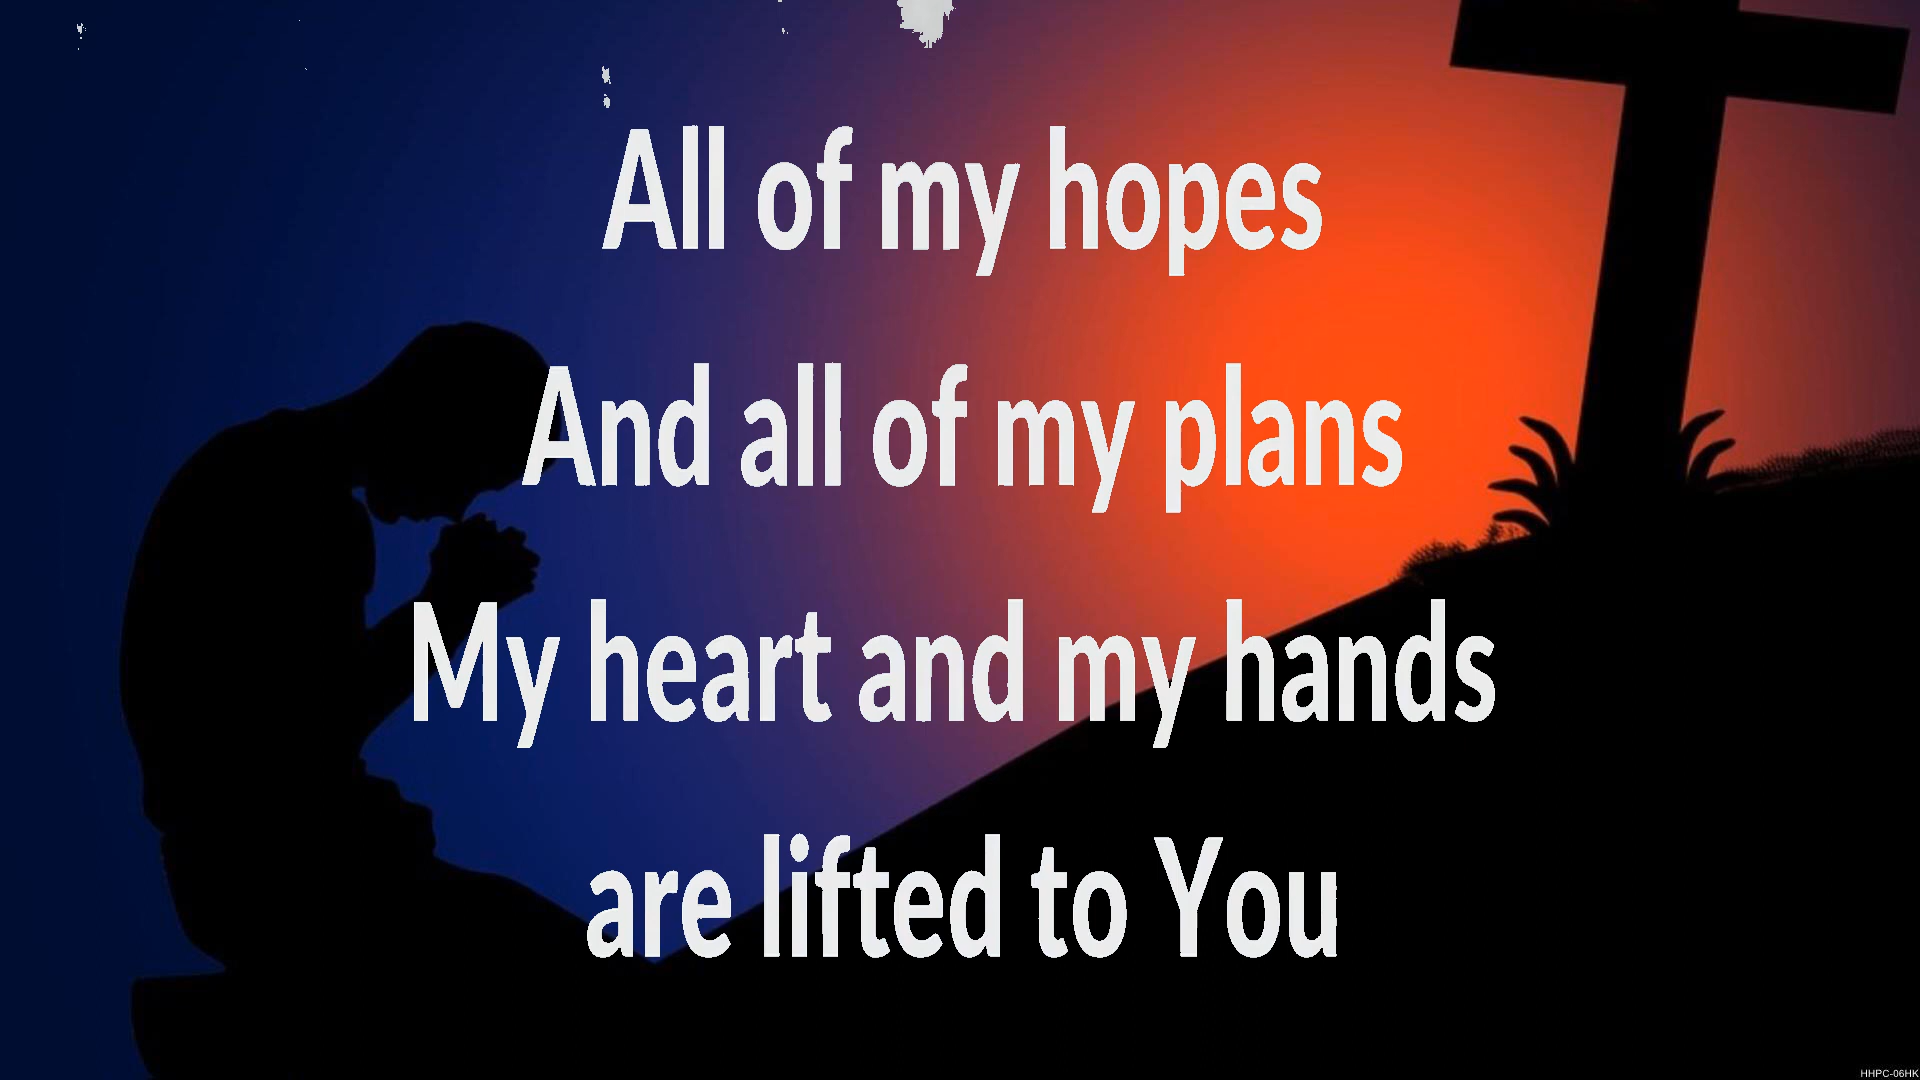 All of my hopes
And all of my plans
My heart and my hands
are lifted to You
HHPC-06HK